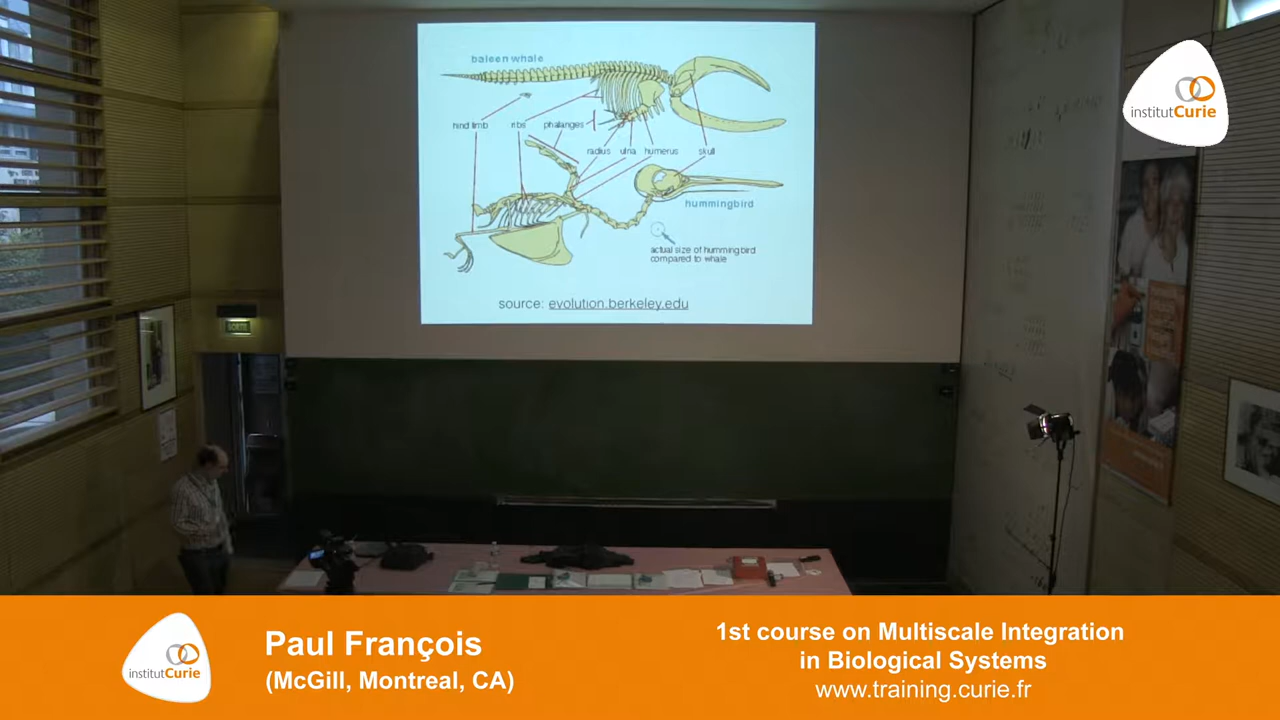 baleen whale
hind limb ribs phalanges
radius ulna humerus skull
hummingbird
actual size of hummingbird
compared to whale
source: evolution.berkeley.edu
institutCurie
SORTIE
institutCurie
Paul François
(McGill, Montreal, CA)
1st course on Multiscale Integration
in Biological Systems
www.training.curie.fr